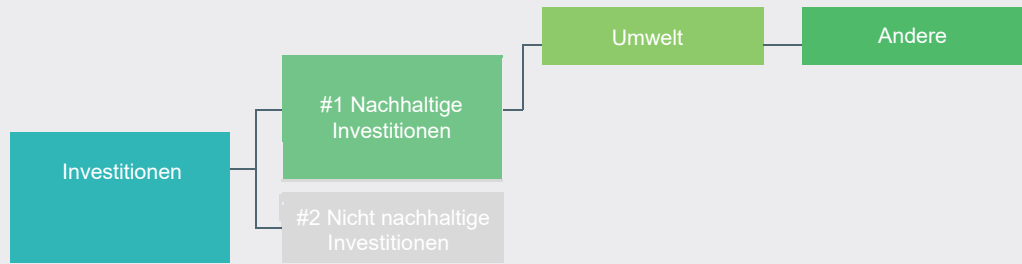 Umwelt
Andere
#1 Nachhaltige
Investitionen
Investitionen
#2 Nicht nachhaltige
Investitionen